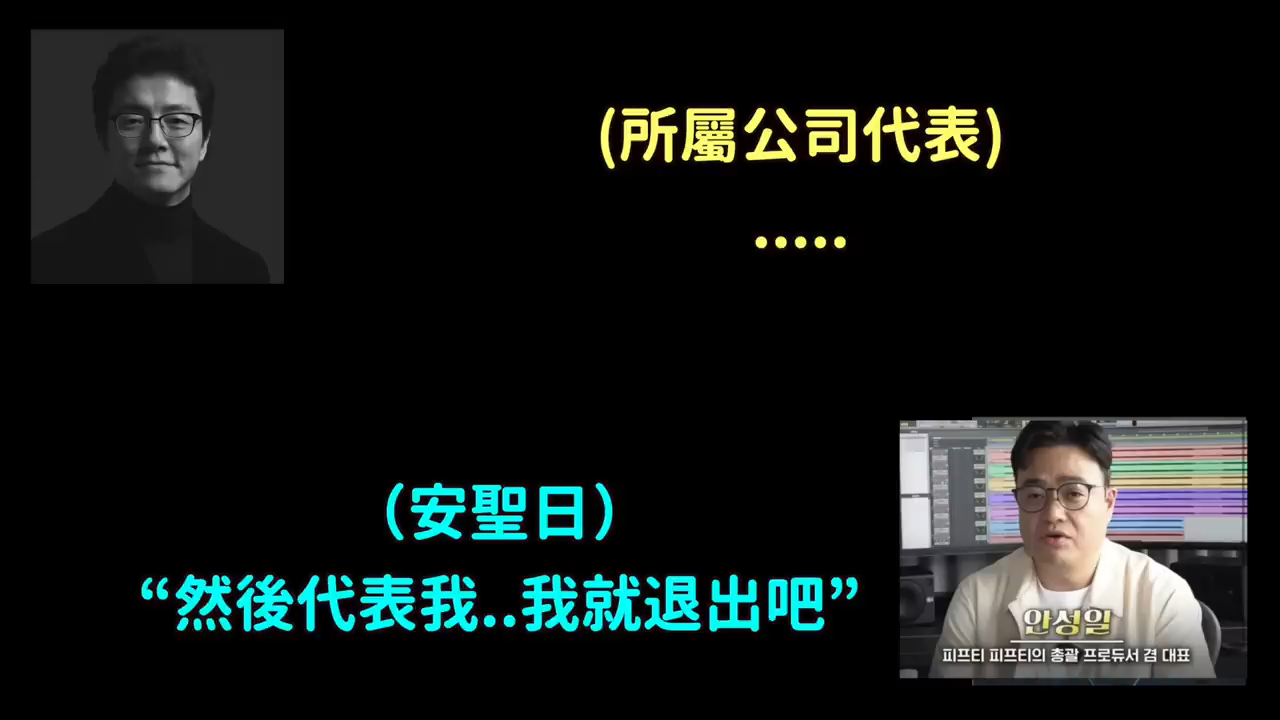 (所屬公司代表)
.....
（安聖日）
“然後代表我..我就退出吧”
안성일
피프티 피프티의 총괄 프로듀서 겸 대표